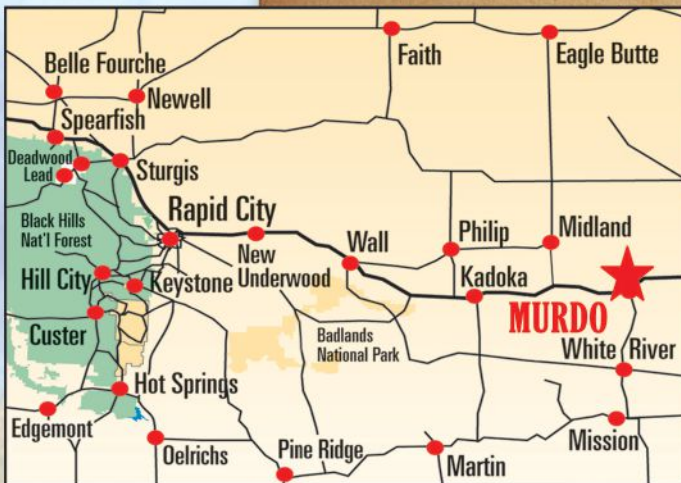 Belle Fourche
Faith
Eagle Butte
Newell
Spearfish
Deadwood
Lead
Sturgis
Rapid City
Black Hills
Nat'l Forest
New
Underwood
Wall
Philip
Midland
Hill City
Keystone
Kadoka
MURDO
Custer
Badlands
National Park
White River
Hot Springs
Edgemont
Oelrichs
Pine Ridge
Martin
Mission